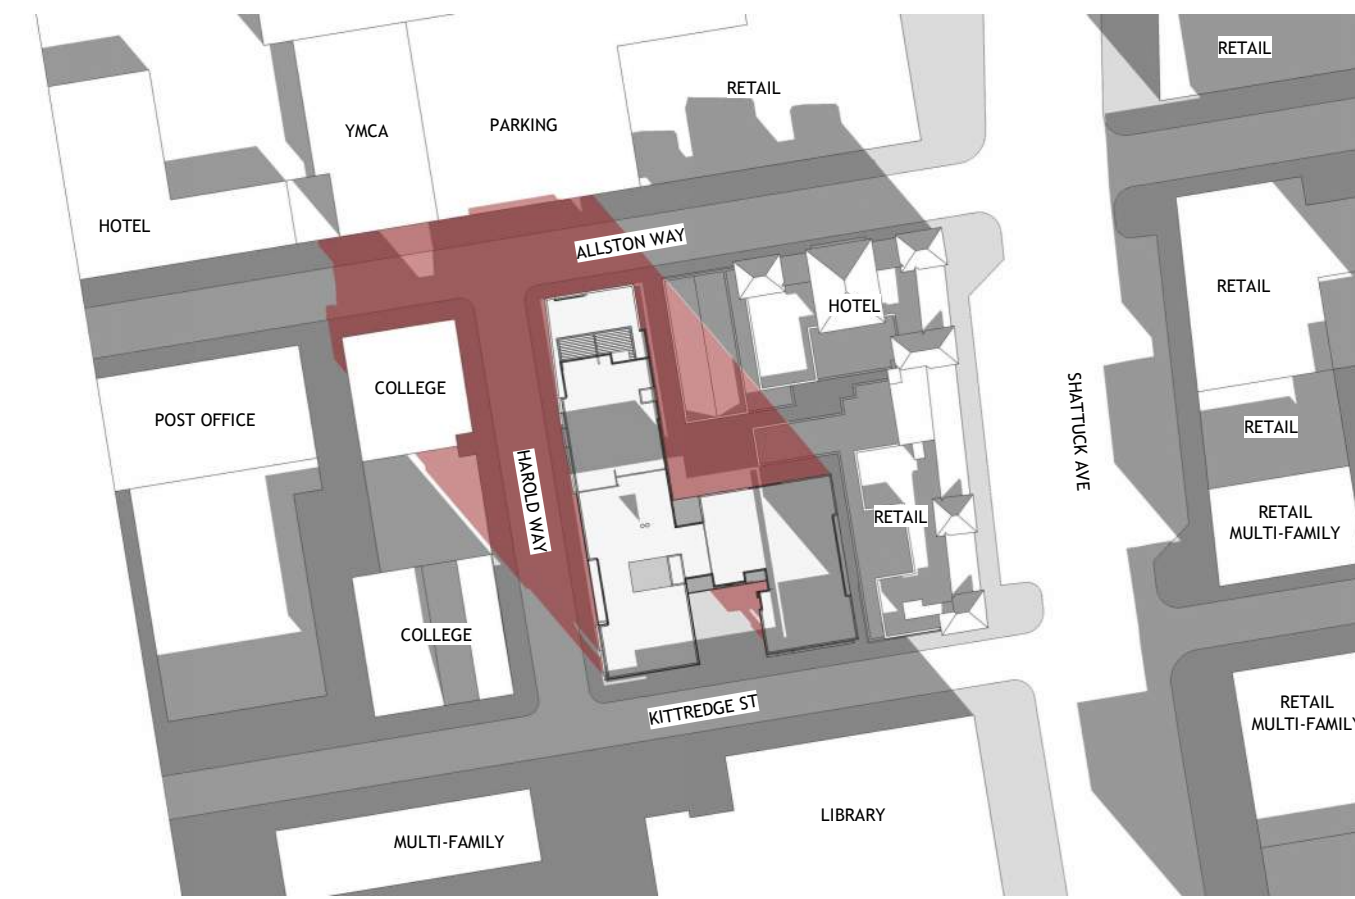 RETAIL
RETAIL
YMCA
PARKING
HOTEL
ALLSTON WAY
HOTEL
RETAIL
COLLEGE
POST OFFICE
SHATTUCK AVE
RETAIL
HAROLD WAY
RETAIL
RETAIL
MULTI-FAMILY
COLLEGE
KITTREDGE ST
RETAIL
MULTI-FAMILY
LIBRARY
MULTI-FAMILY